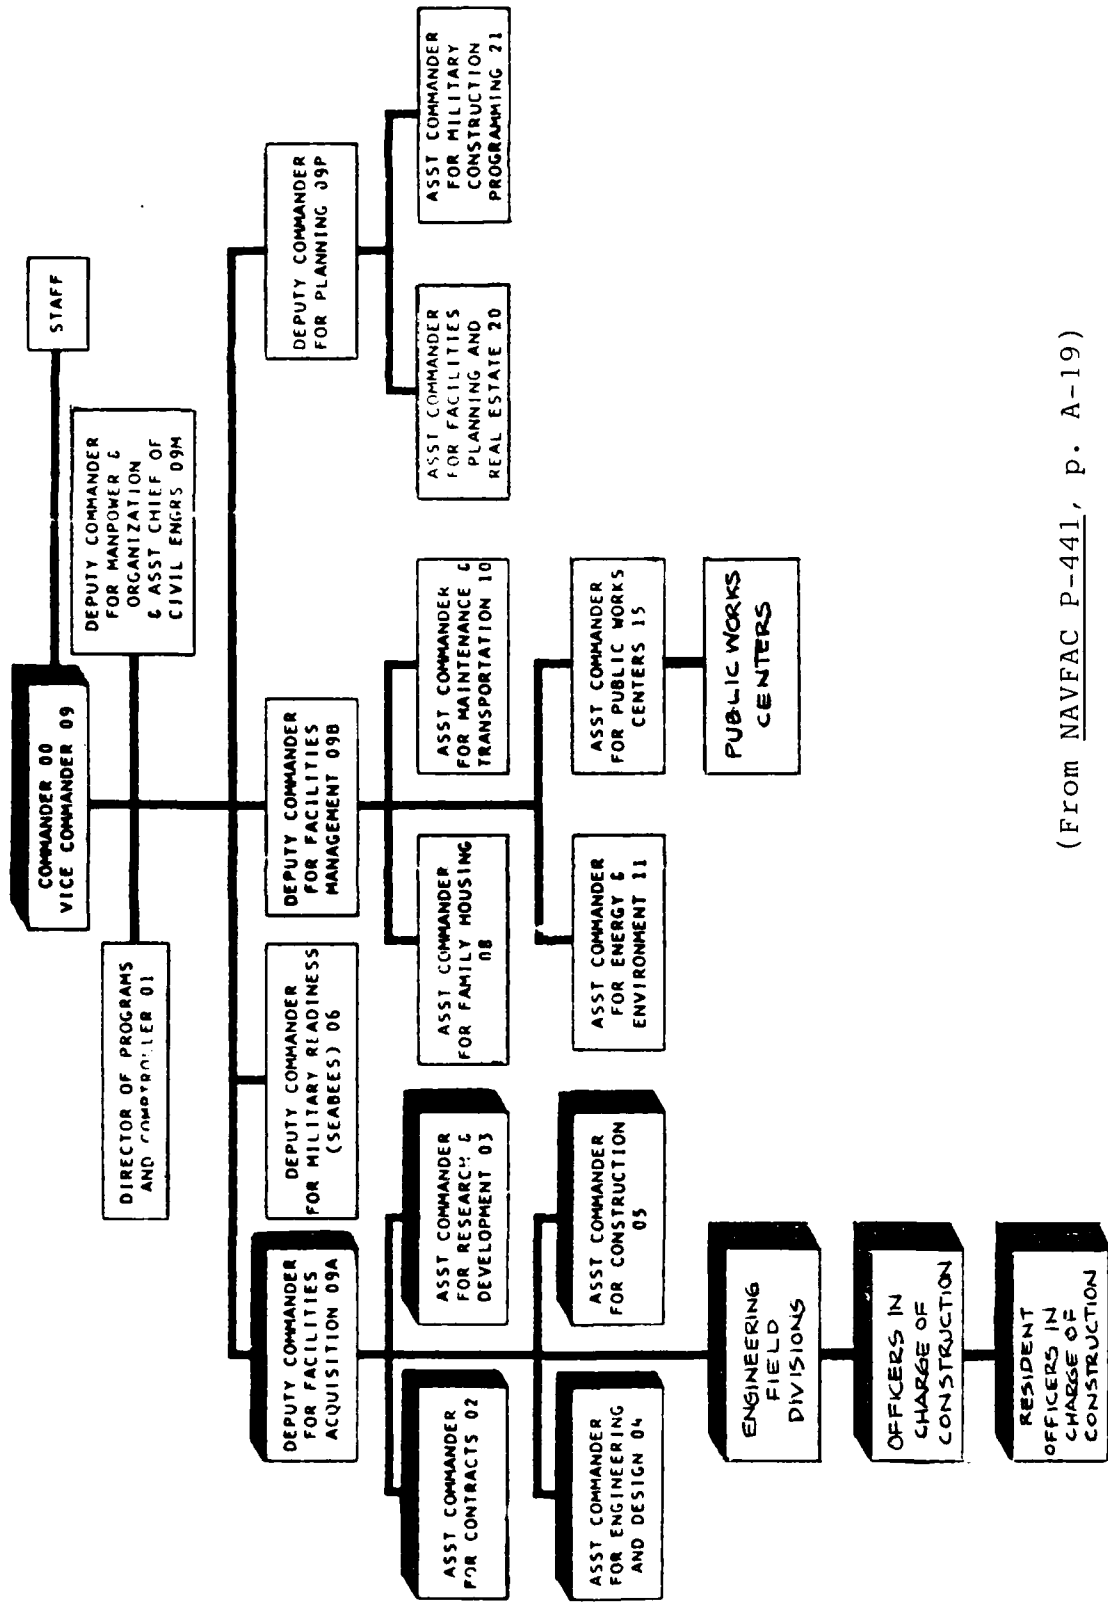 COMMANDER 00
VICE COMMANDER 09
STAFF
DIRECTOR OF PROGRAMS
AND COMPTROLLER 01
DEPUTY COMMANDER
FOR MANPOWER &
ORGANIZATION
& ASST CHIEF OF
CIVIL ENGRS 09M
DEPUTY COMMANDER
FOR FACILITIES
ACQUISITION 09A
DEPUTY COMMANDER
FOR MILITARY READINESS
(SEABEES) 06
DEPUTY COMMANDER
FOR FACILITIES
MANAGEMENT 09B
DEPUTY COMMANDER
FOR PLANNING 09P
ASST COMMANDER
FOR CONTRACTS 02
ASST COMMANDER
FOR RESEARCH &
DEVELOPMENT 03
ASST COMMANDER
FOR FAMILY HOUSING
08
ASST COMMANDER
FOR MAINTENANCE &
TRANSPORTATION 10
ASST COMMANDER
FOR FACILITIES
PLANNING AND
REAL ESTATE 20
ASST COMMANDER
FOR MILITARY
CONSTRUCTION
PROGRAMMING 21
ASST COMMANDER
FOR ENGINEERING
AND DESIGN 04
ASST COMMANDER
FOR CONSTRUCTION
05
ASST COMMANDER
FOR ENERGY &
ENVIRONMENT 11
ASST COMMANDER
FOR PUBLIC WORKS
CENTERS 15
ENGINEERING
FIELD
DIVISIONS
PUBLIC WORKS
CENTERS
OFFICERS IN
CHARGE OF
CONSTRUCTION
RESIDENT
OFFICERS IN
CHARGE OF
CONSTRUCTION
(From NAVFAC P-441, p. A-19)